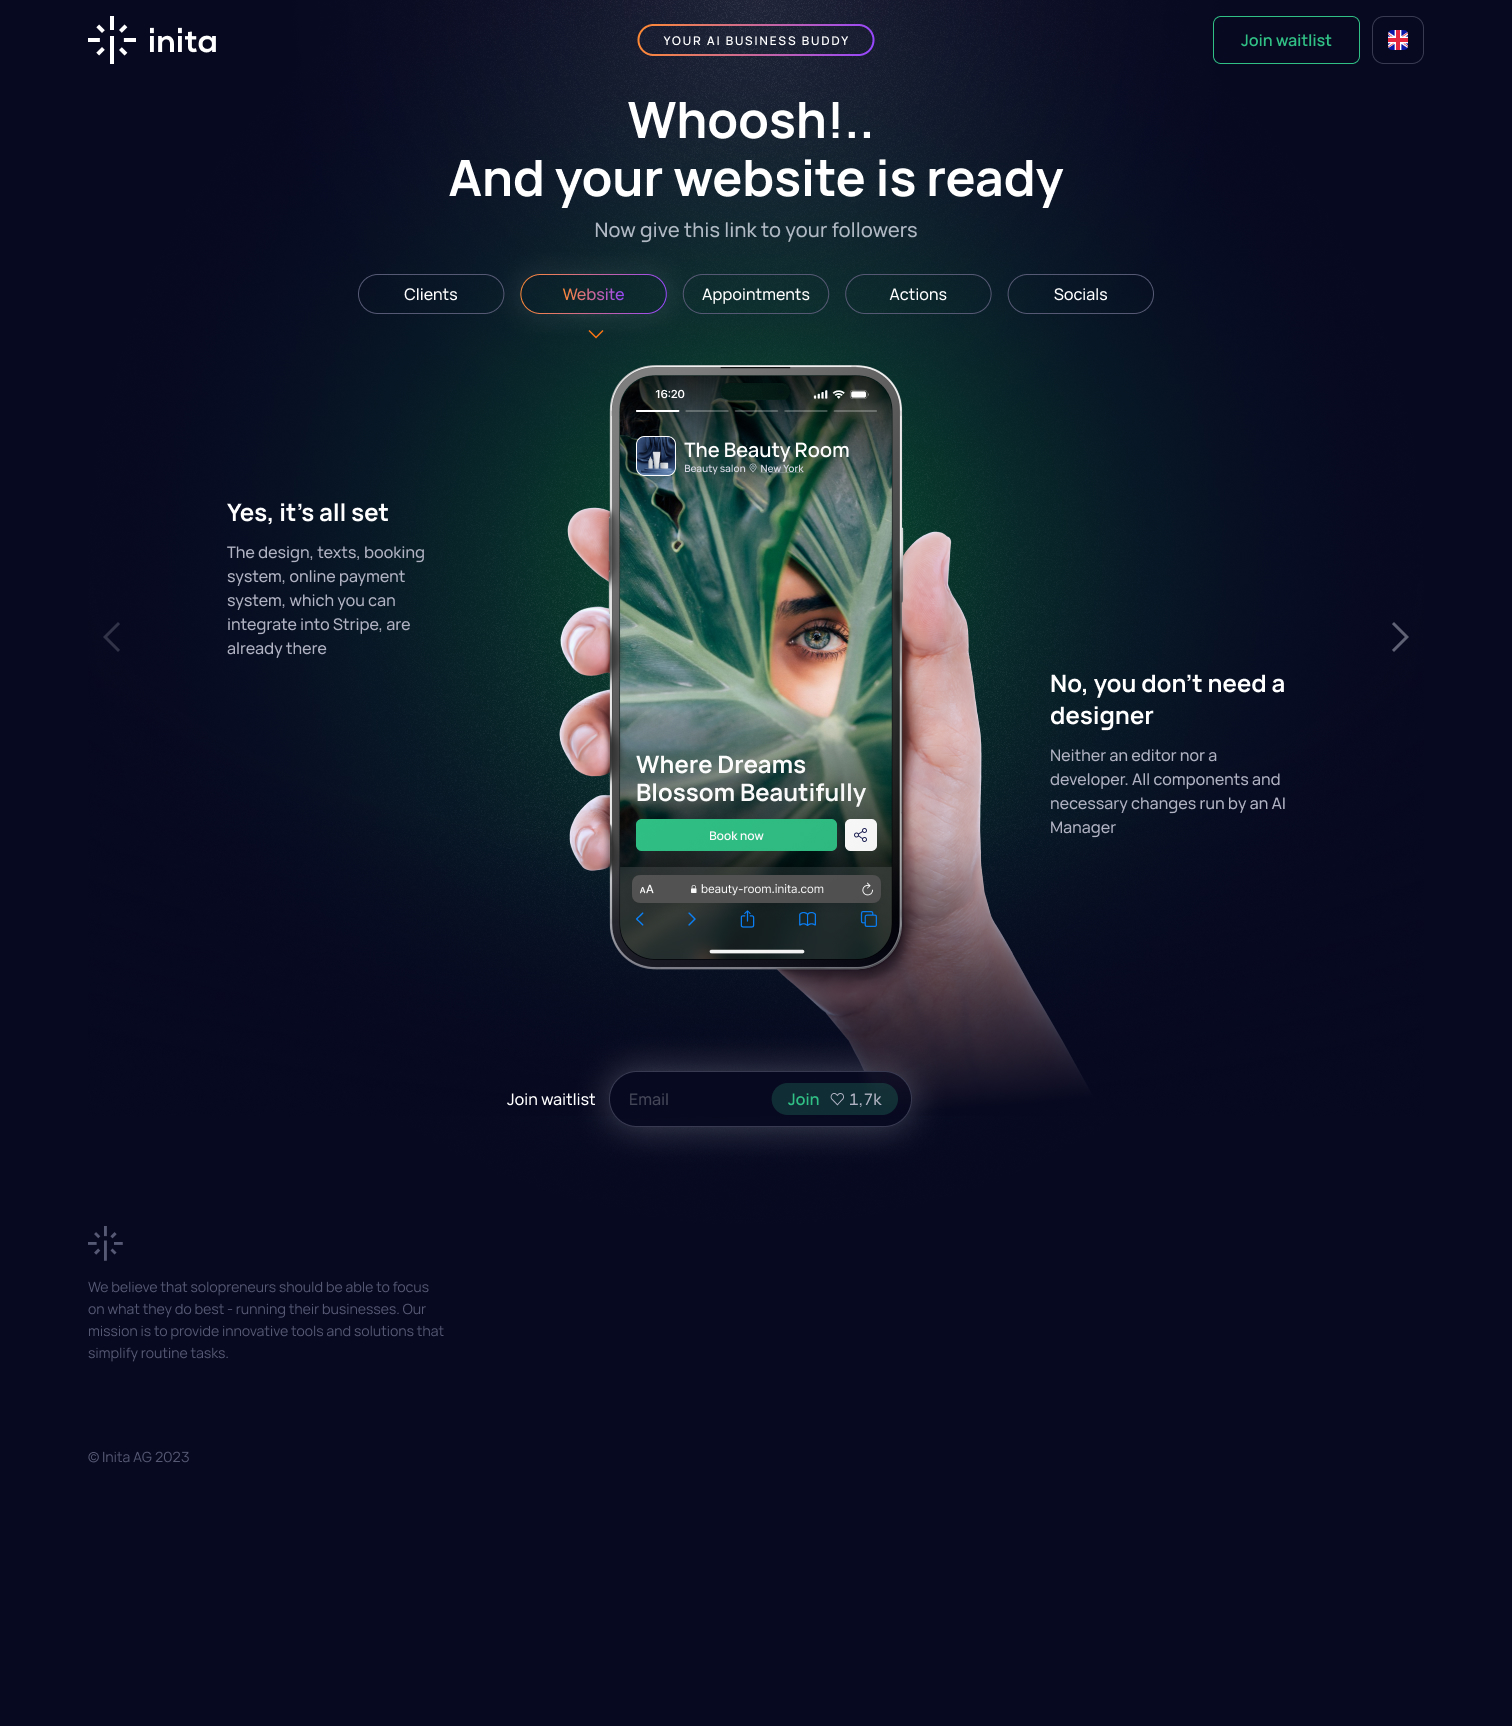 inita
YOUR AI BUSINESS BUDDY
Join waitlist
Whoosh!..
And your website is ready
Now give this link to your followers
Clients
Website
Appointments
Actions
Socials
16:20
The Beauty Room
Beauty salon New York
Yes, it's all set
The design, texts, booking
system, online payment
system, which you can
integrate into Stripe, are
already there
No, you don't need a
designer
Neither an editor nor a
developer. All components and
necessary changes run by an AI
Manager
Where Dreams
Blossom Beautifully
Book now
AA beauty-room.inita.com
Join waitlist
Email
Join 1,7k
We believe that solopreneurs should be able to focus
on what they do best - running their businesses. Our
mission is to provide innovative tools and solutions that
simplify routine tasks.
© Inita AG 2023